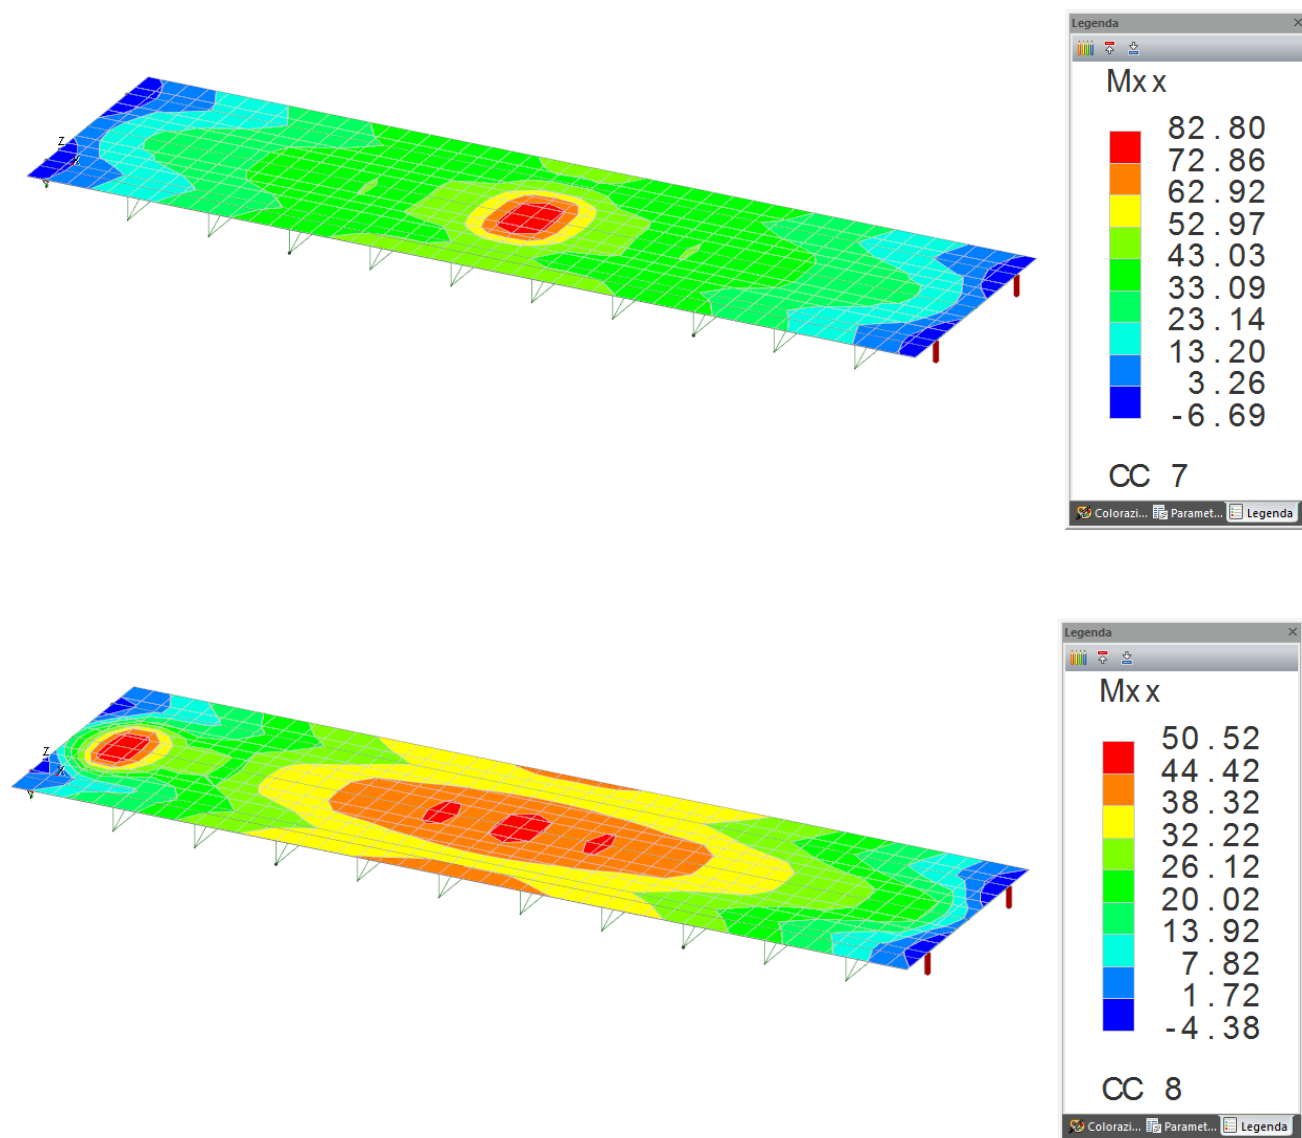 Legenda
Mxx
82.80
72.86
62.92
52.97
43.03
33.09
23.14
13.20
3.26
-6.69
CC 7
Colorazi... Paramet... Legenda
Z
X
Y
Legenda
Mxx
50.52
44.42
38.32
32.22
26.12
20.02
13.92
7.82
1.72
-4.38
CC 8
Colorazi... Paramet... Legenda
Z
X
Y